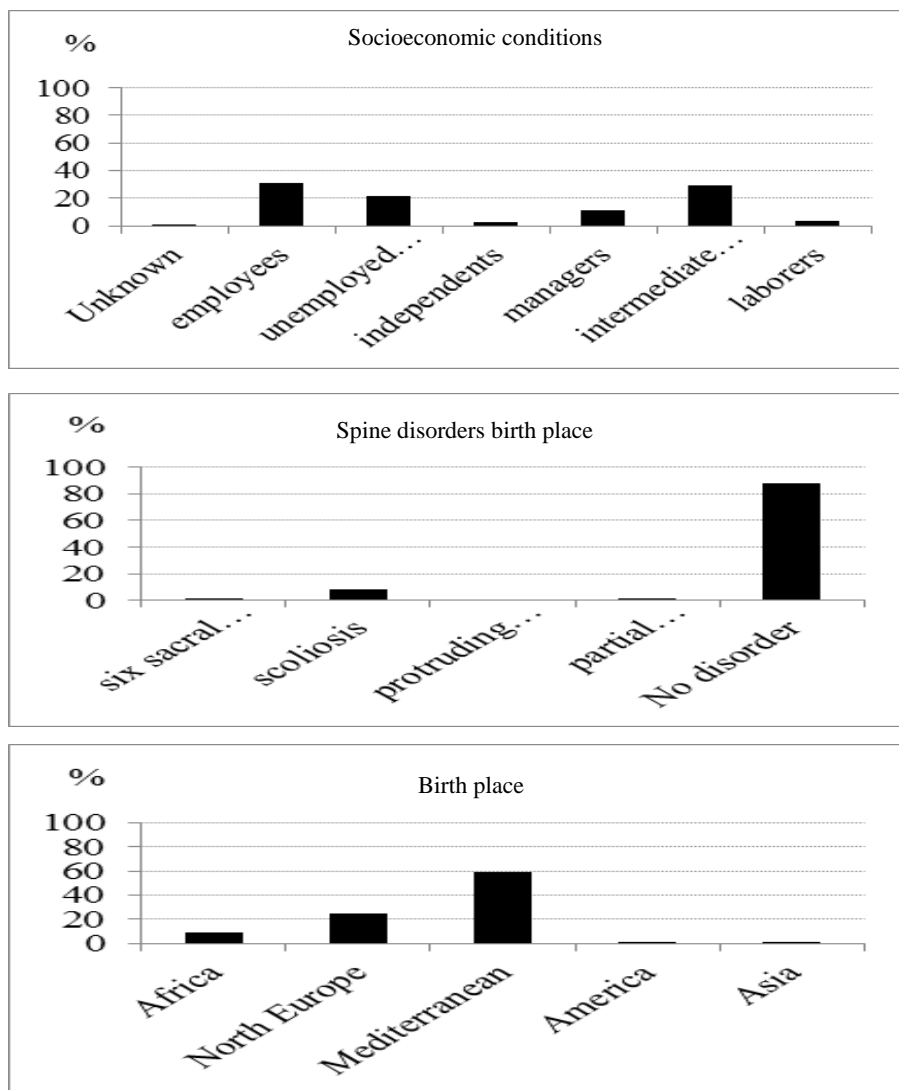 Socioeconomic conditions
%
100
80
60
40
20
0
Unknown
employees
unemployed...
independents
managers
intermediate...
laborers
Spine disorders birth place
%
100
80
60
40
20
0
six sacral...
scoliosis
protruding...
partial...
No disorder
Birth place
%
100
80
60
40
20
0
Africa
North Europe
Mediterranean
America
Asia